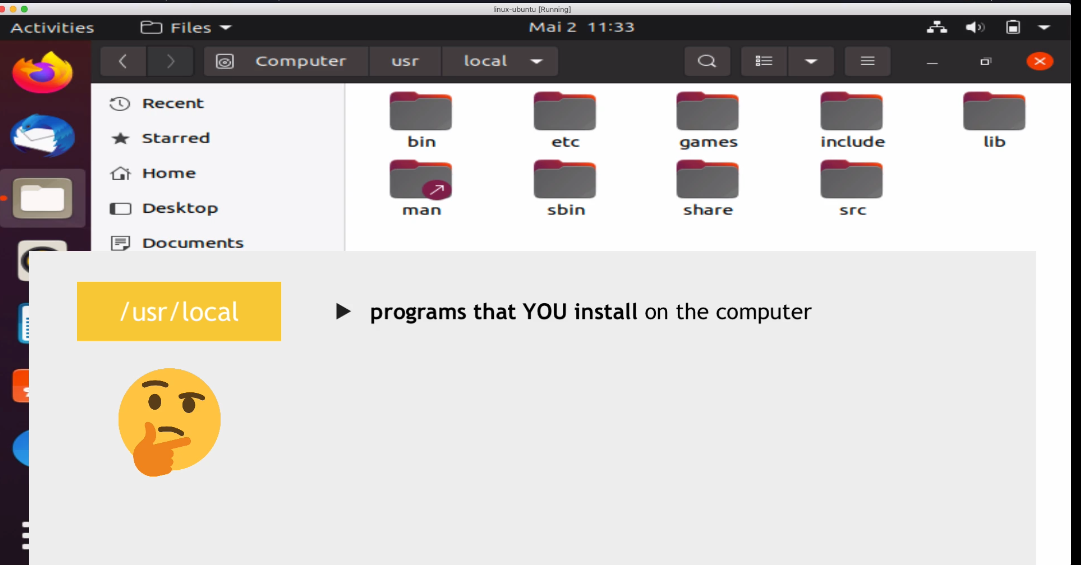 linux-ubuntu [Running]
Activities Files Mai 2 11:33
Computer usr local
Recent
Starred
Home
Desktop
Documents
bin etc games include lib
man sbin share src
/usr/local
programs that YOU install on the computer